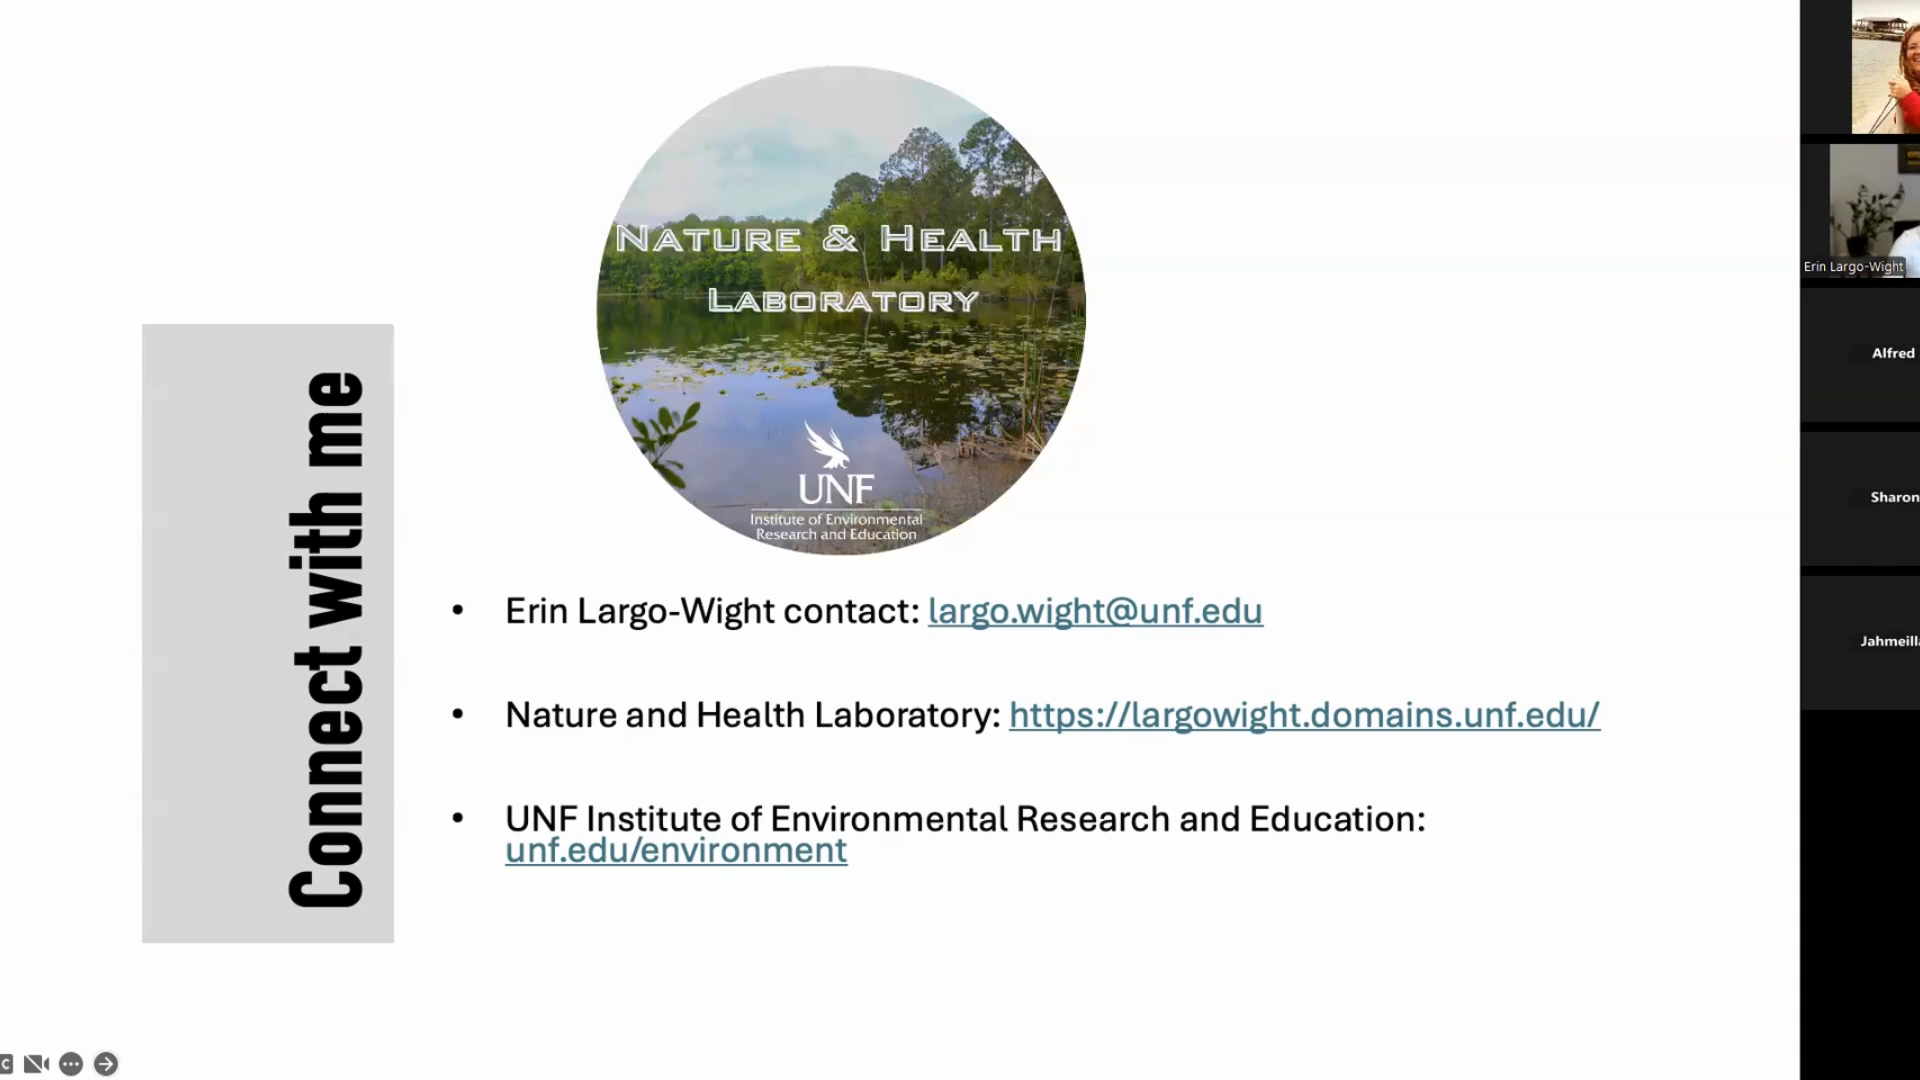 NATURE & HEALTH
LABORATORY
UNF
Institute of Environmental
Research and Education
Connect with me
• Erin Largo-Wight contact: largo.wight@unf.edu
• Nature and Health Laboratory: https://largowight.domains.unf.edu/
• UNF Institute of Environmental Research and Education:
unf.edu/environment
Erin Largo-Wight
Alfred
Sharon
Jahmeilla